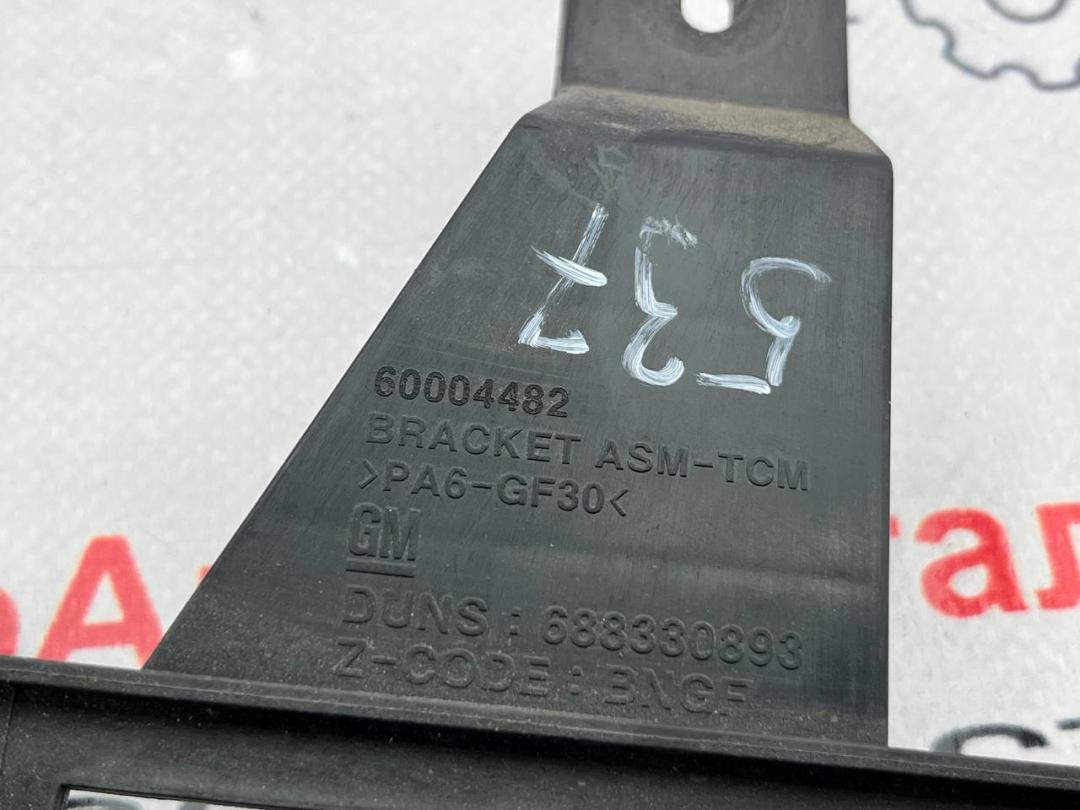 537
60004482
BRACKET ASM-TCM
>PA6-GF30<
GM
DUNS : 688330893
Z-CODE : BNGF